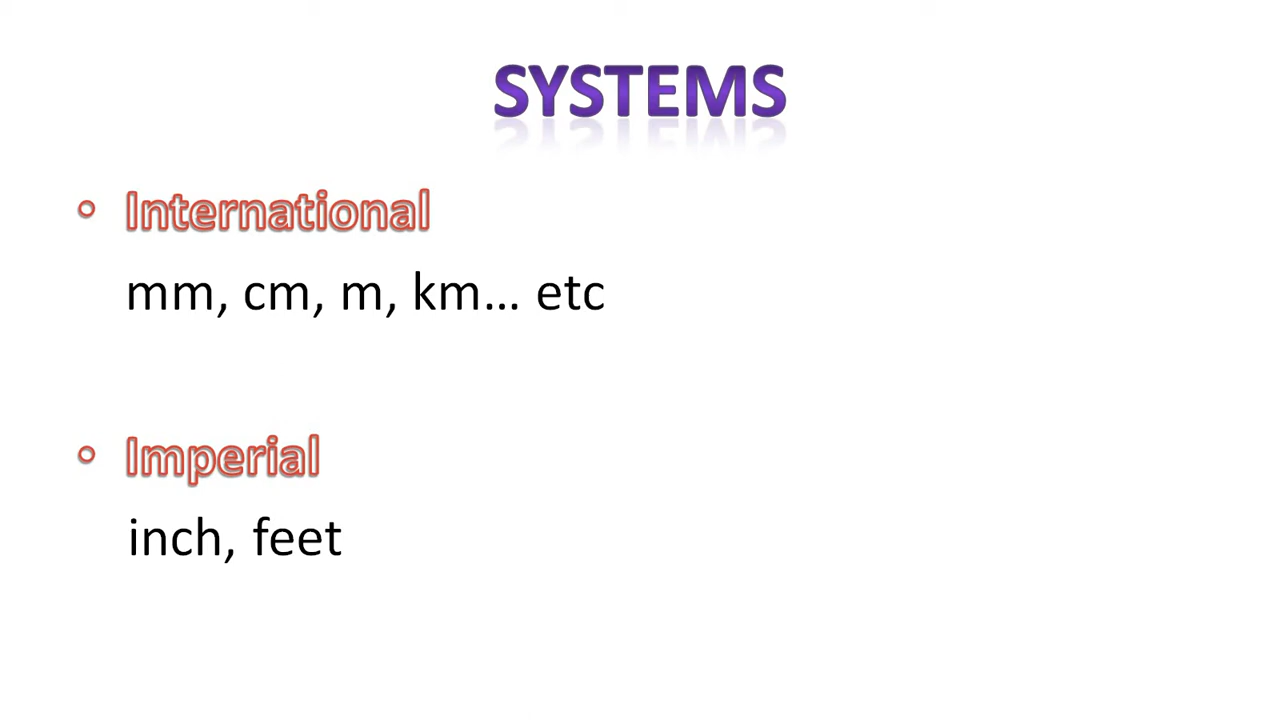 SYSTEMS
• International
mm, cm, m, km... etc
• Imperial
inch, feet